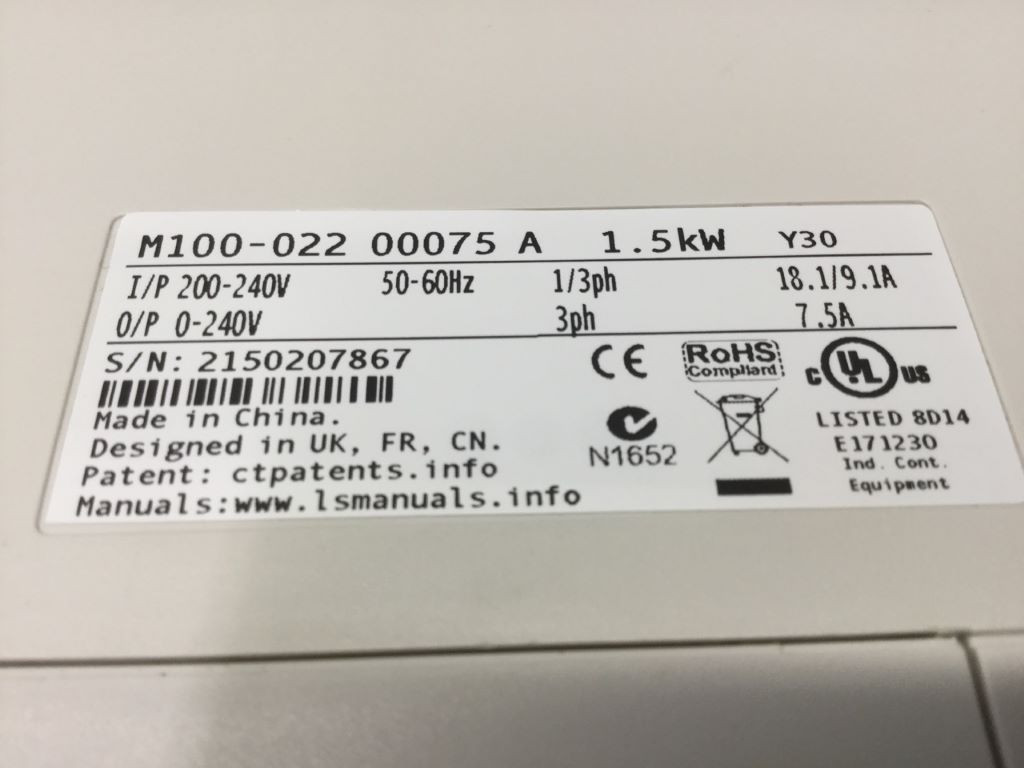 M100-022 00075 A 1.5kW Y30
I/P 200-240V 50-60Hz 1/3ph 18.1/9.1A
O/P 0-240V 3ph 7.5A
S/N: 2150207867
Made in China.
Designed in UK, FR, CN.
Patent: ctpatents.info
Manuals:www.lsmanuals.info
CE
RoHS
Compliant
N1652
C UL US
LISTED 8D14
E171230
Ind. Cont.
Equipment